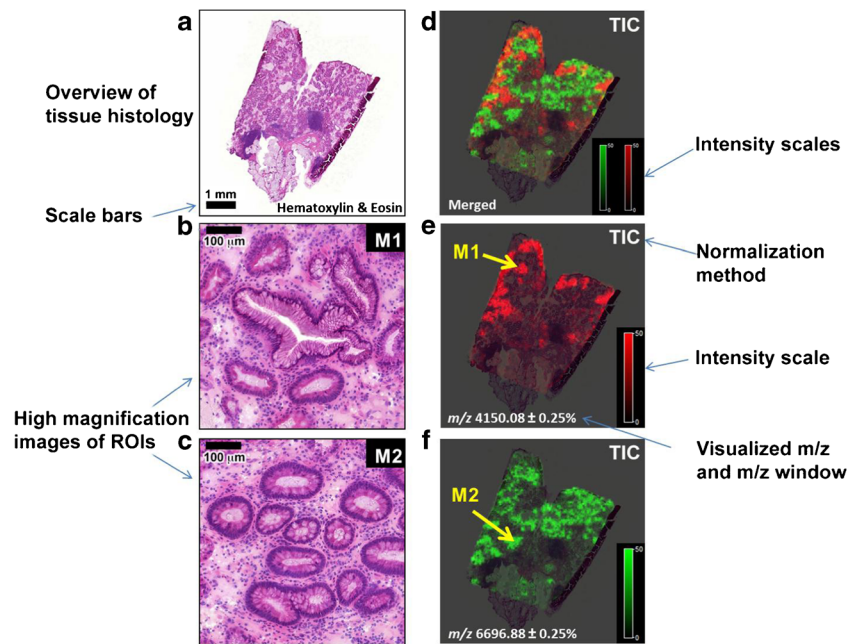 a
Overview of
tissue histology
1 mm
Hematoxylin & Eosin
Scale bars
b
100 μm
M1
High magnification
images of ROIs
c
100 μm
M2
d
TIC
50
50
0
0
Merged
Intensity scales
e
TIC
M1
Normalization
method
50
0
Intensity scale
m/z 4150.08 ± 0.25%
Visualized m/z
and m/z window
f
TIC
M2
50
0
m/z 6696.88 ± 0.25%